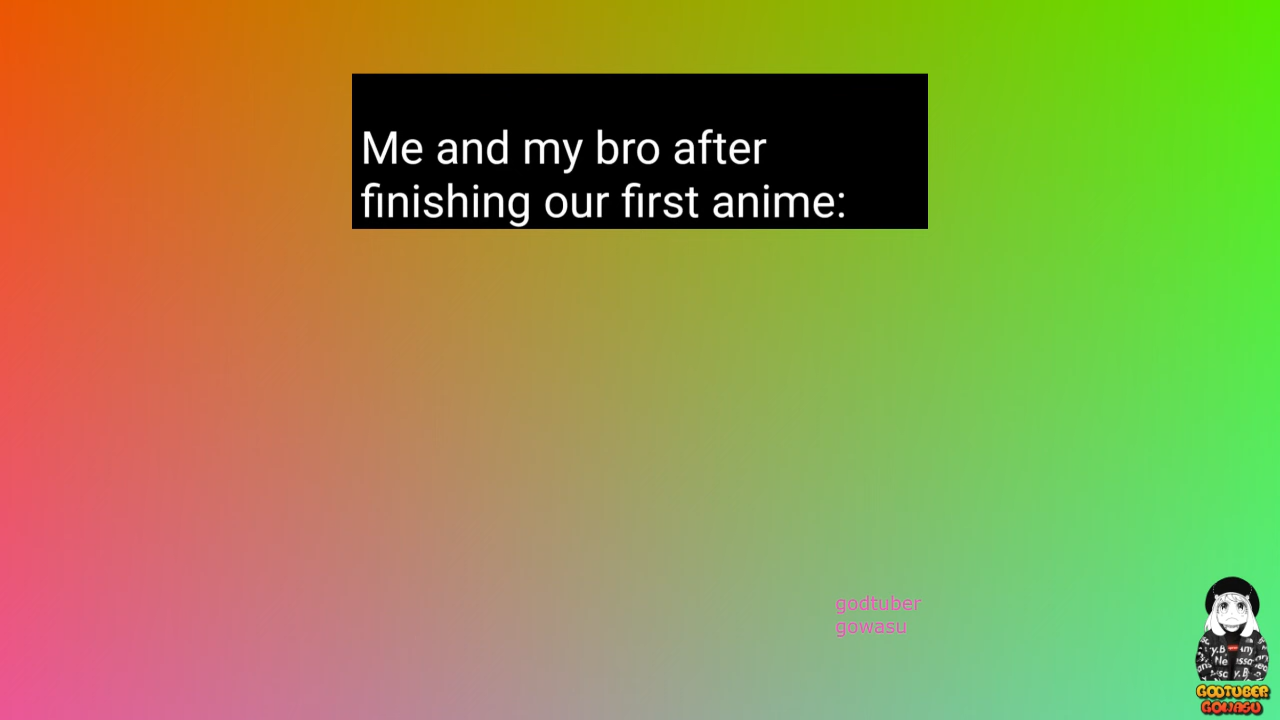 Me and my bro after
finishing our first anime:
godtuber
gowasu
GODTUBER
GOWASU